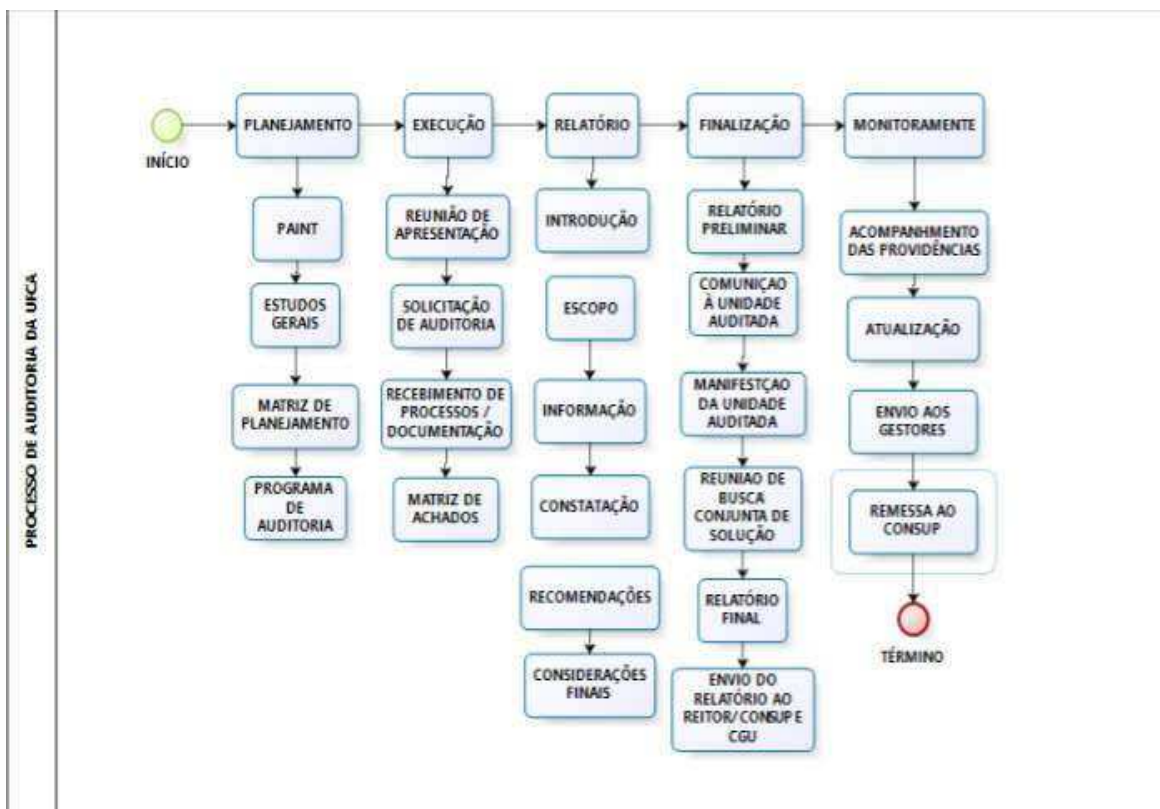 PROCESSO DE AUDITORIA DA UFCA
INÍCIO
PLANEJAMENTO
EXECUÇÃO
RELATÓRIO
FINALIZAÇÃO
MONITORAMENTE
PAINT
ESTUDOS
GERAIS
MATRIZ DE
PLANEJAMENTO
PROGRAMA
DE
AUDITORIA
REUNIÃO DE
APRESENTAÇÃO
SOLICITAÇÃO
DE AUDITORIA
RECEBIMENTO DE
PROCESSOS /
DOCUMENTAÇÃO
MATRIZ DE
ACHADOS
INTRODUÇÃO
ESCOPO
INFORMAÇÃO
CONSTATAÇÃO
RECOMENDAÇÕES
CONSIDERAÇÕES
FINAIS
RELATÓRIO
PRELIMINAR
COMUNIÇAO
À UNIDADE
AUDITADA
MANIFESTÇAO
DA UNIDADE
AUDITADA
REUNIAO DE
BUSCA
CONJUNTA DE
SOLUÇÃO
RELATÓRIO
FINAL
ENVIO DO
RELATÓRIO AO
REITOR/CONSUP E
CGU
ACOMPANHMENTO
DAS PROVIDÊNCIAS
ATUALIZAÇÃO
ENVIO AOS
GESTORES
REMESSA AO
CONSUP
TÉRMINO